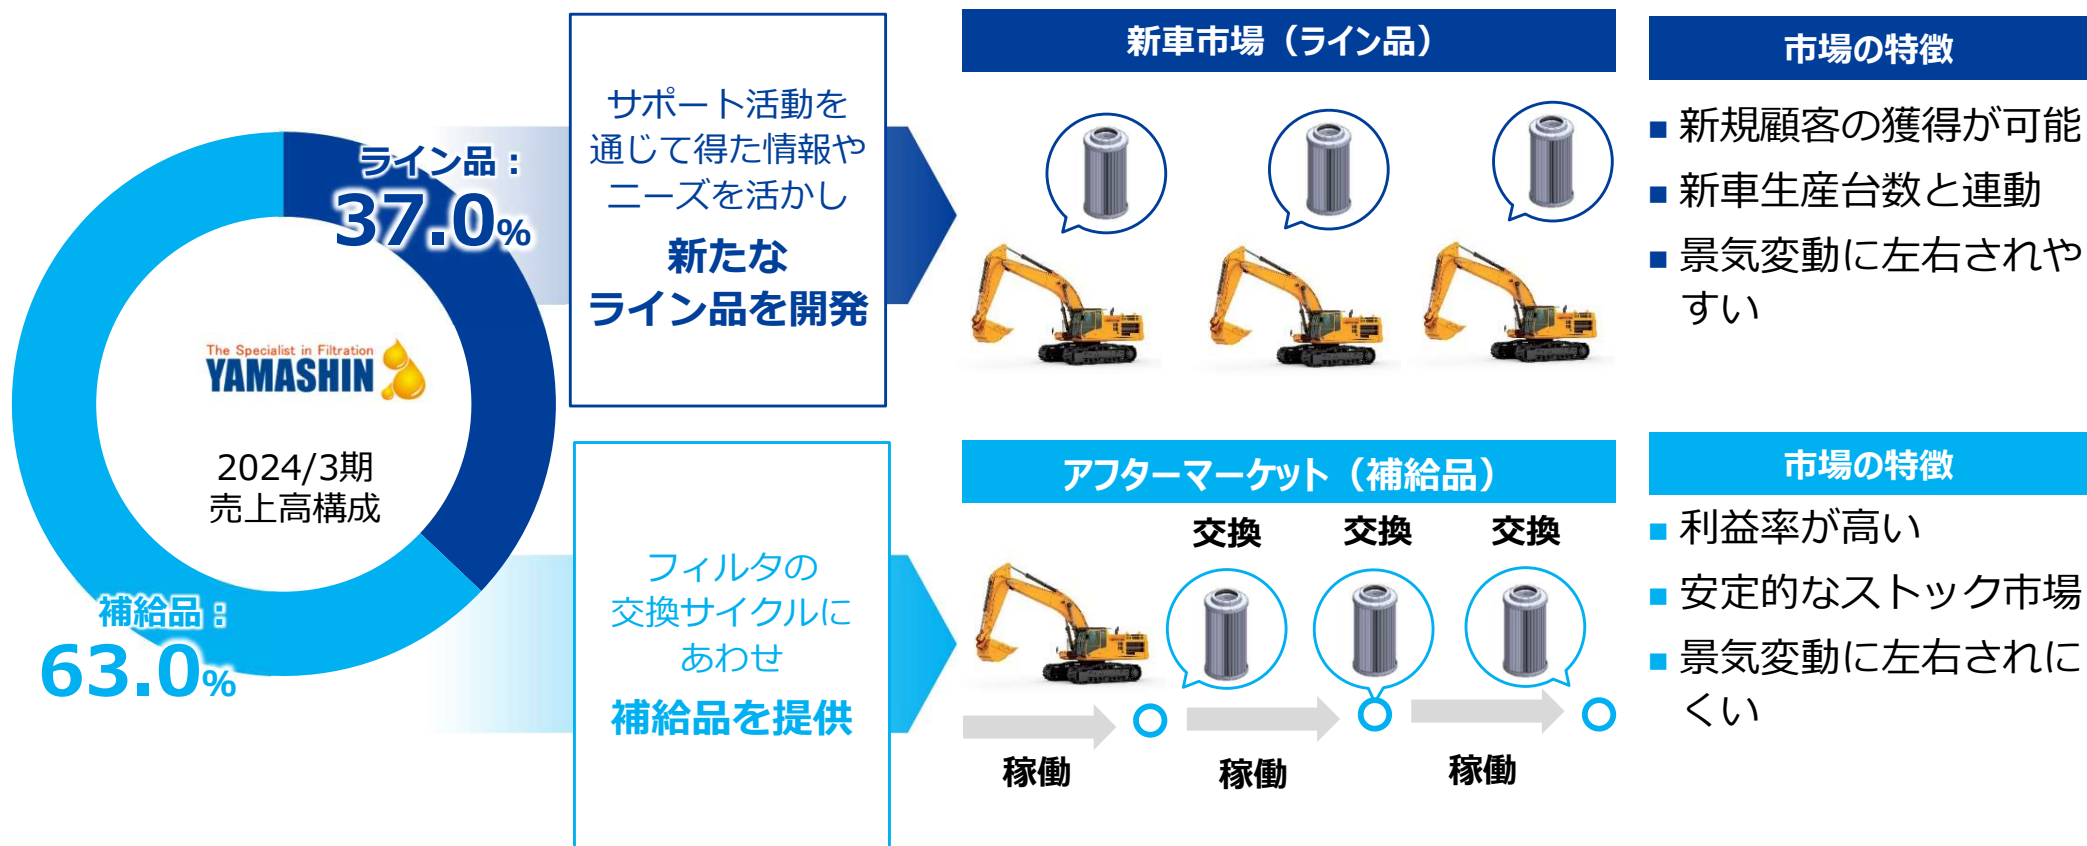 ライン品：
37.0%
The Specialist in Filtration
YAMASHIN
2024/3期
売上高構成
補給品：
63.0%
サポート活動を
通じて得た情報や
ニーズを活かし
新たな
ライン品を開発
新車市場（ライン品）
市場の特徴
■ 新規顧客の獲得が可能
■ 新車生産台数と連動
■ 景気変動に左右されや
すい
フィルタの
交換サイクルに
あわせ
補給品を提供
アフターマーケット（補給品）
交換 交換 交換
稼働 稼働 稼働
市場の特徴
■ 利益率が高い
■ 安定的なストック市場
■ 景気変動に左右されに
くい